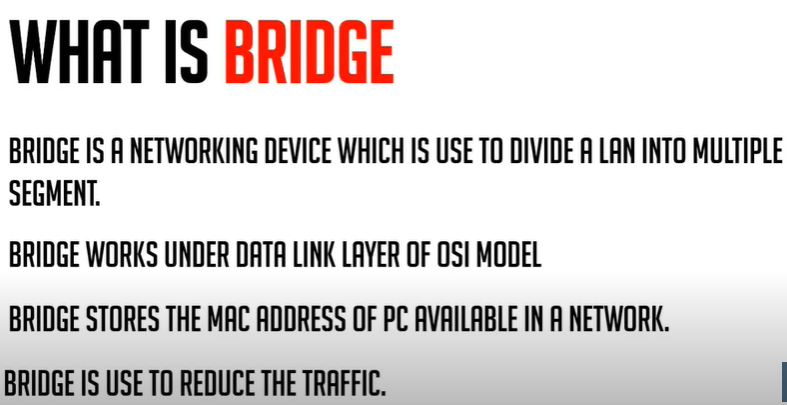 WHAT IS BRIDGE
BRIDGE IS A NETWORKING DEVICE WHICH IS USE TO DIVIDE A LAN INTO MULTIPLE
SEGMENT.
BRIDGE WORKS UNDER DATA LINK LAYER OF OSI MODEL
BRIDGE STORES THE MAC ADDRESS OF PC AVAILABLE IN A NETWORK.
BRIDGE IS USE TO REDUCE THE TRAFFIC.